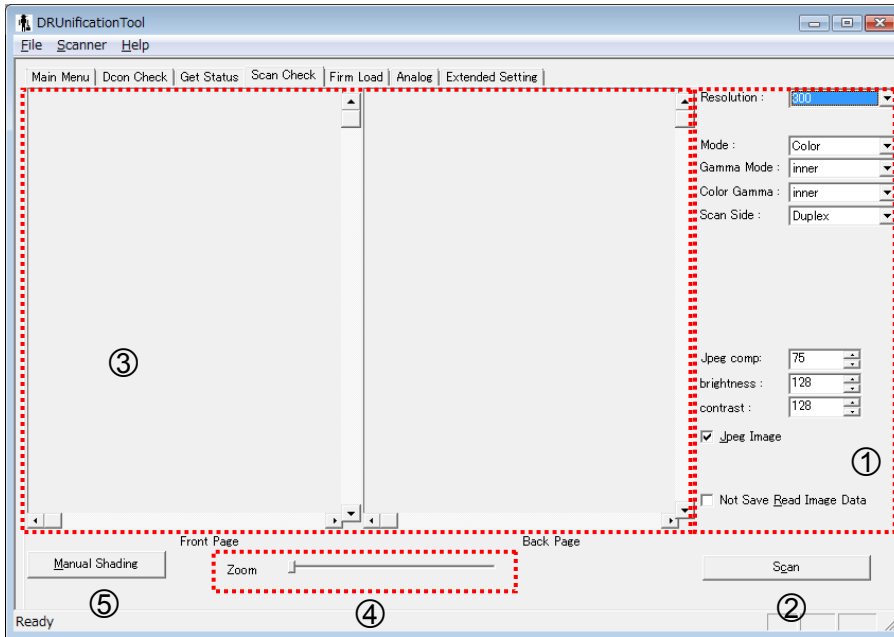 DRUnificationTool
File Scanner Help
Main Menu Dcon Check Get Status Scan Check Firm Load Analog Extended Setting
Resolution : 300
Mode : Color
Gamma Mode : inner
Color Gamma : inner
Scan Side : Duplex
③
Jpeg comp: 75
brightness : 128
contrast : 128
Jpeg Image
①
Not Save Read Image Data
Front Page Back Page
Manual Shading Zoom Scan
⑤ ④ ②
Ready